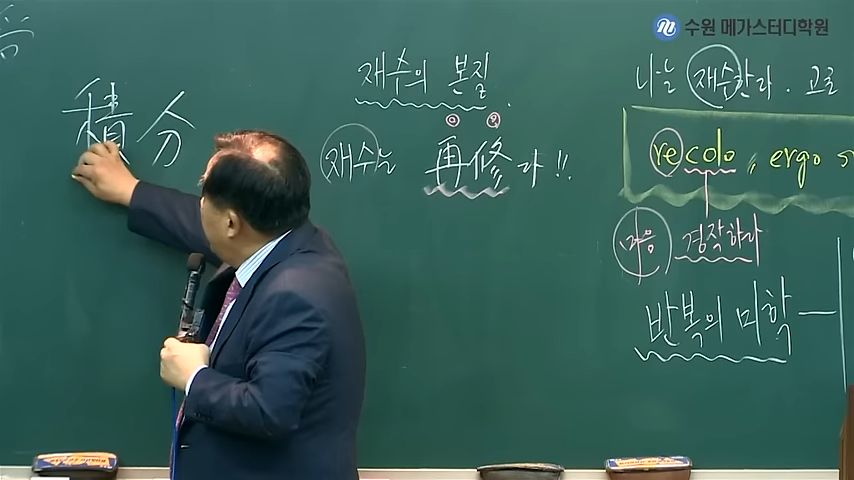 수원 메가스터디학원
재수의 본질
나는 재수한다. 고로
積分
재수는 再修다!!
recolo, ergo s
마음 경작하다
반복의 미학